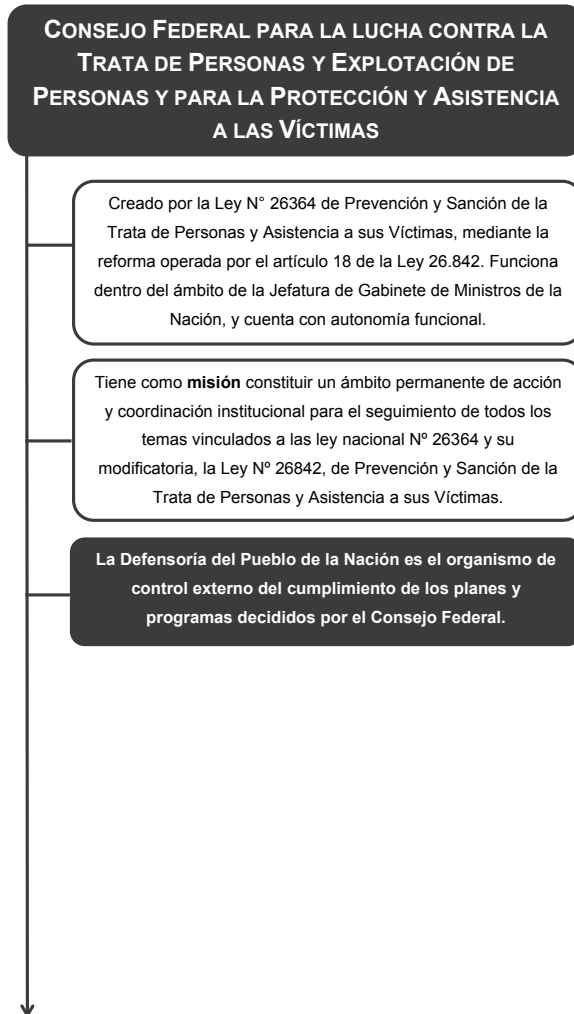 CONSEJO FEDERAL PARA LA LUCHA CONTRA LA
TRATA DE PERSONAS Y EXPLOTACIÓN DE
PERSONAS Y PARA LA PROTECCIÓN Y ASISTENCIA
A LAS VÍCTIMAS
Creado por la Ley N° 26364 de Prevención y Sanción de la
Trata de Personas y Asistencia a sus Víctimas, mediante la
reforma operada por el artículo 18 de la Ley 26.842. Funciona
dentro del ámbito de la Jefatura de Gabinete de Ministros de la
Nación, y cuenta con autonomía funcional.
Tiene como misión constituir un ámbito permanente de acción
y coordinación institucional para el seguimiento de todos los
temas vinculados a las ley nacional Nº 26364 y su
modificatoria, la Ley Nº 26842, de Prevención y Sanción de la
Trata de Personas y Asistencia a sus Víctimas.
La Defensoría del Pueblo de la Nación es el organismo de
control externo del cumplimiento de los planes y
programas decididos por el Consejo Federal.